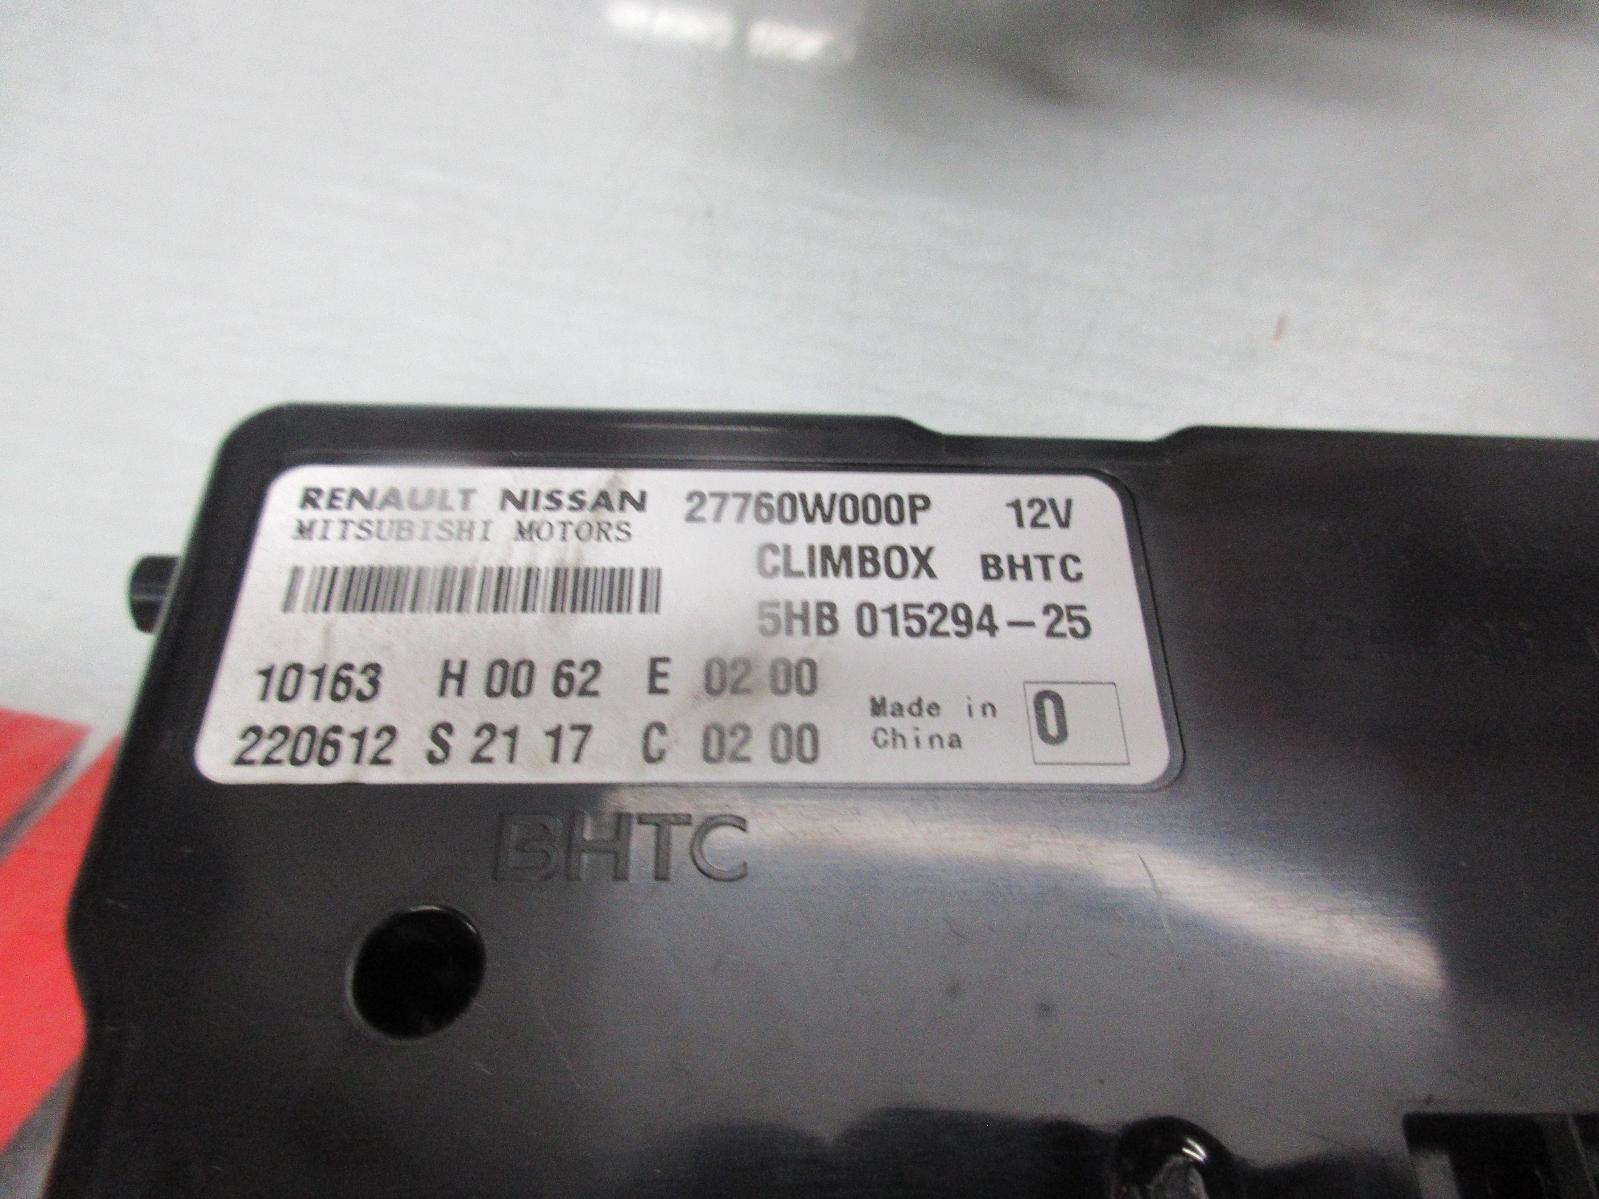 RENAULT NISSAN 27760W000P 12V
MITSUBISHI MOTORS
CLIMBOX BHTC
5HB 015294-25
10163 H 00 62 E 02 00
220612 S 21 17 C 02 00
Made in
China
0
BHTC